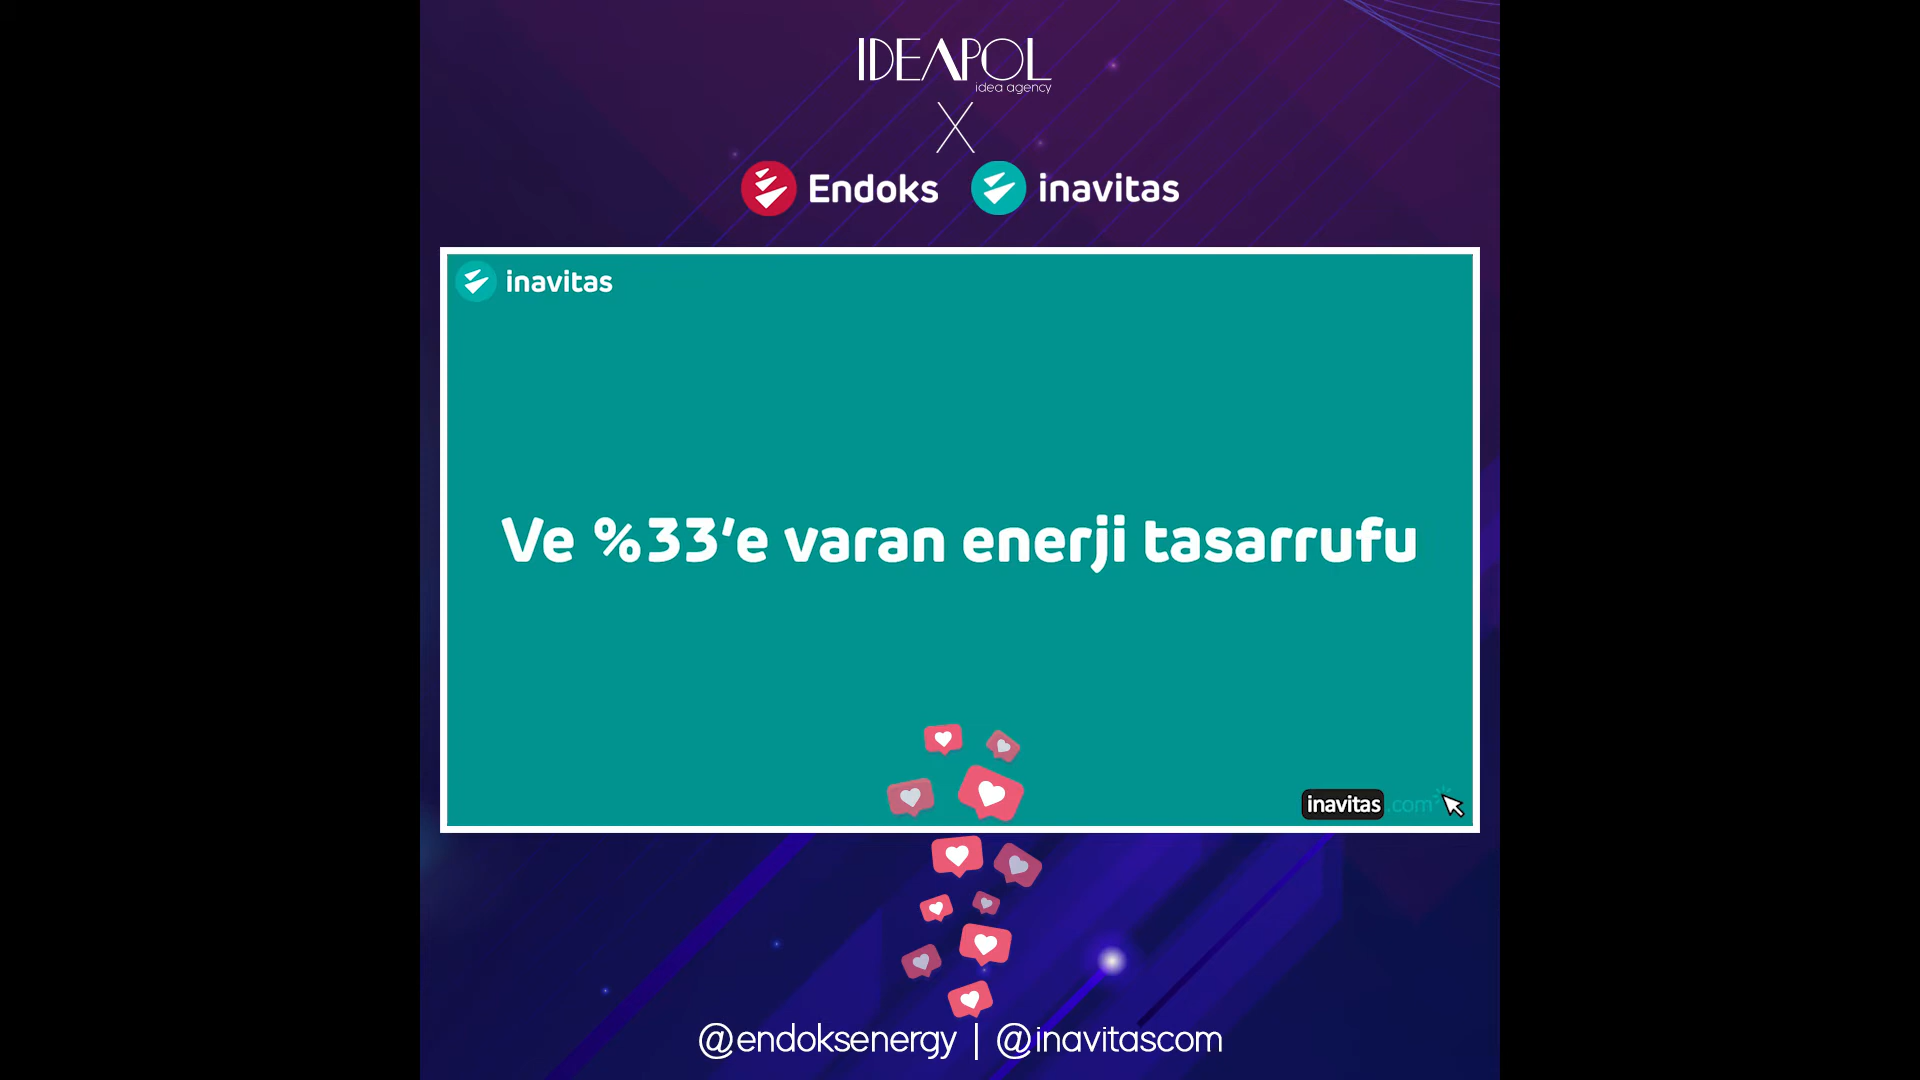 IDEAPOL
idea agency
X
Endoks inavitas
inavitas
Ve %33'e varan enerji tasarrufu
inavitas.com
@endoksenergy | @inavitascom